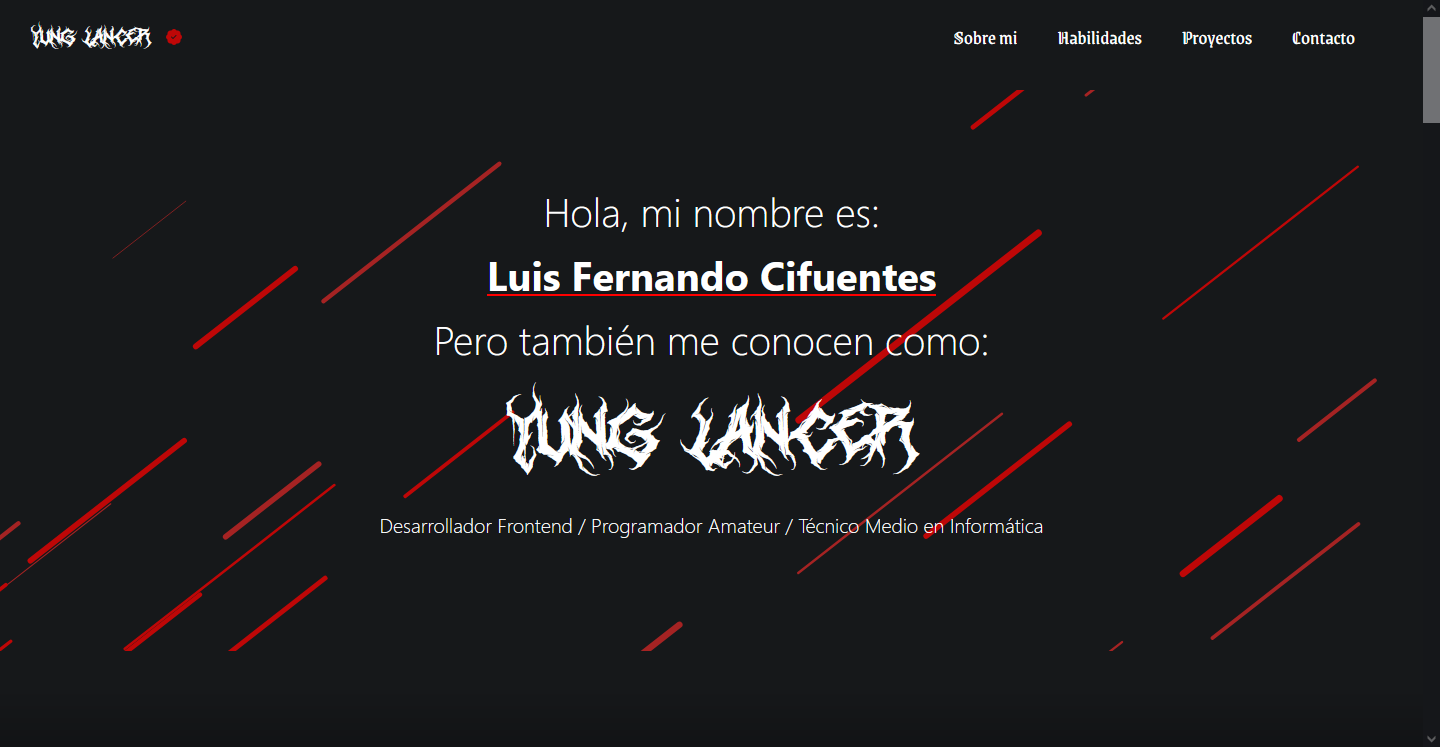 YUNG LANCER
Sobre mi Habilidades Proyectos Contacto
Hola, mi nombre es:
Luis Fernando Cifuentes
Pero también me conocen como:
YUNG LANCER
Desarrollador Frontend / Programador Amateur / Técnico Medio en Informática